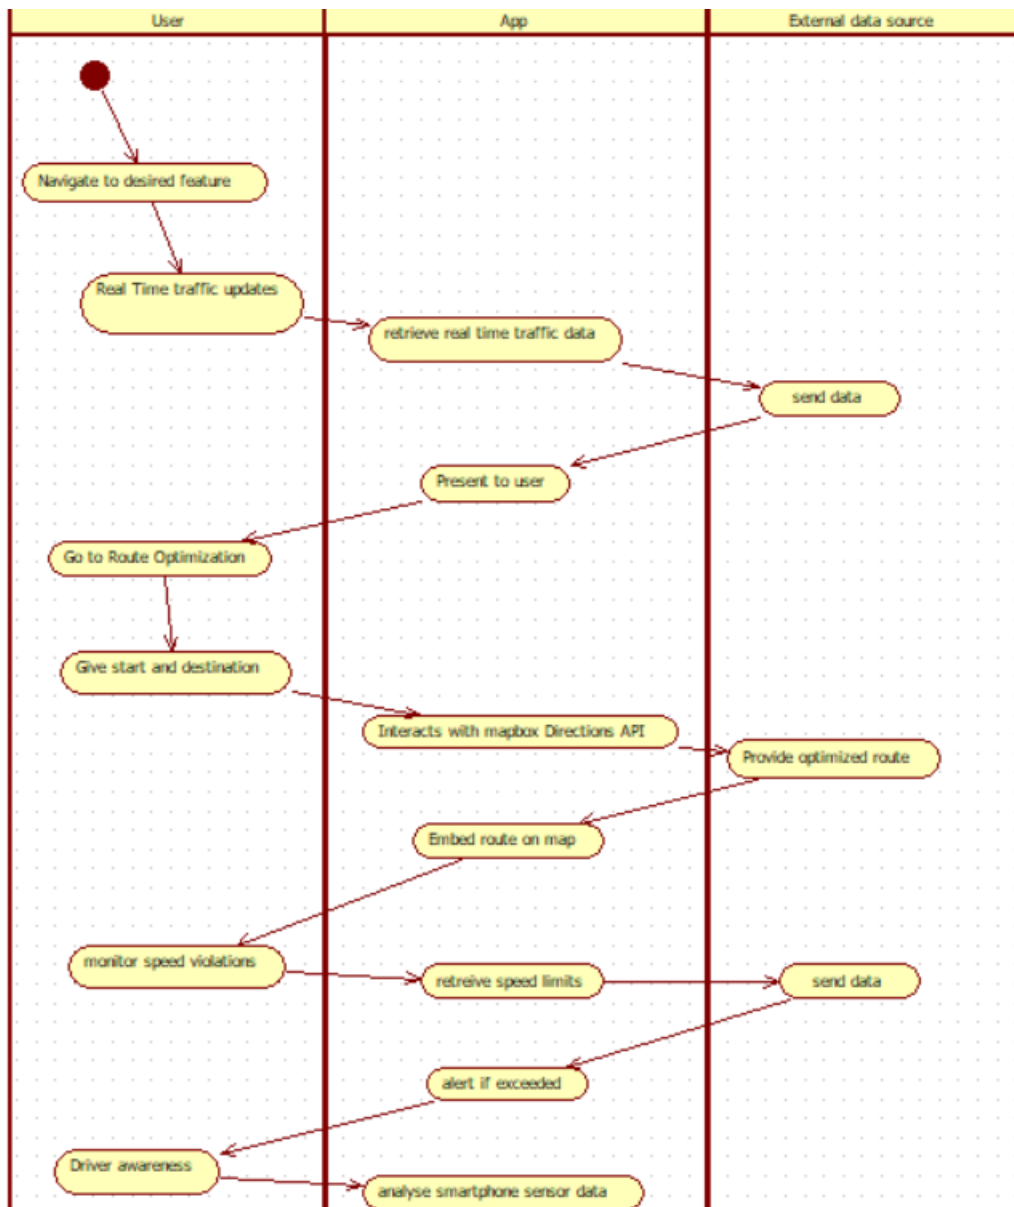 User
App
External data source
Navigate to desired feature
Real Time traffic updates
retrieve real time traffic data
send data
Present to user
Go to Route Optimization
Give start and destination
Interacts with mapbox Directions API
Provide optimized route
Embed route on map
monitor speed violations
retreive speed limits
send data
alert if exceeded
Driver awareness
analyse smartphone sensor data